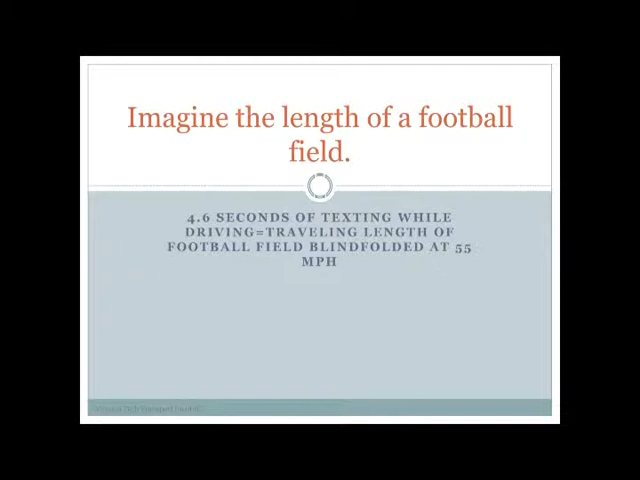 Imagine the length of a football
field.
4.6 SECONDS OF TEXTING WHILE
DRIVING=TRAVELING LENGTH OF
FOOTBALL FIELD BLINDFOLDED AT 55
MPH